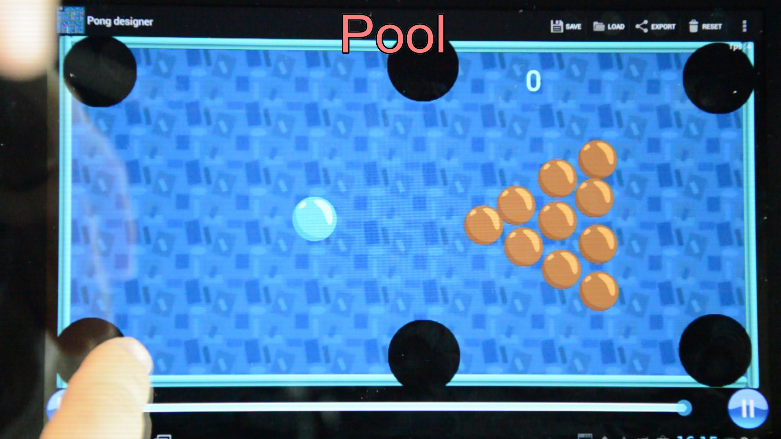 Pool
Pong designer
SAVE LOAD EXPORT RESET
0